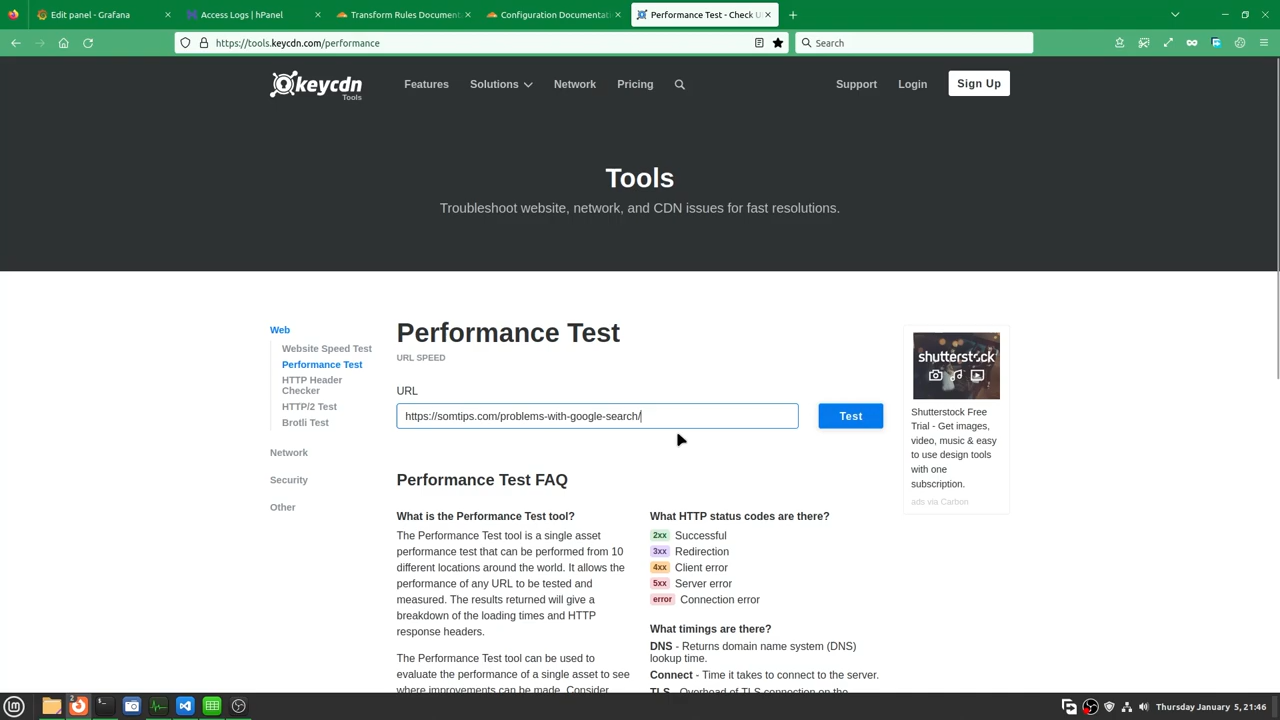 Edit panel - Grafana
Access Logs | hPanel
Transform Rules Document
Configuration Documentati
Performance Test - Check U
https://tools.keycdn.com/performance
Search
keycdn
Tools
Features
Solutions
Network
Pricing
Support
Login
Sign Up
Tools
Troubleshoot website, network, and CDN issues for fast resolutions.
Web
Website Speed Test
Performance Test
HTTP Header
Checker
HTTP/2 Test
Brotli Test
Network
Security
Other
Performance Test
URL SPEED
URL
https://somtips.com/problems-with-google-search/
Test
Performance Test FAQ
What is the Performance Test tool?
The Performance Test tool is a single asset
performance test that can be performed from 10
different locations around the world. It allows the
performance of any URL to be tested and
measured. The results returned will give a
breakdown of the loading times and HTTP
response headers.
The Performance Test tool can be used to
evaluate the performance of a single asset to see
where improvements can be made. Consider
What HTTP status codes are there?
2xx Successful
3xx Redirection
4xx Client error
5xx Server error
error Connection error
What timings are there?
DNS - Returns domain name system (DNS)
lookup time.
Connect - Time it takes to connect to the server.
TLS - Overhead of TLS connection on the
shutterstock
Shutterstock Free
Trial - Get images,
video, music & easy
to use design tools
with one
subscription.
ads via Carbon
2
Thursday January 5, 21:46